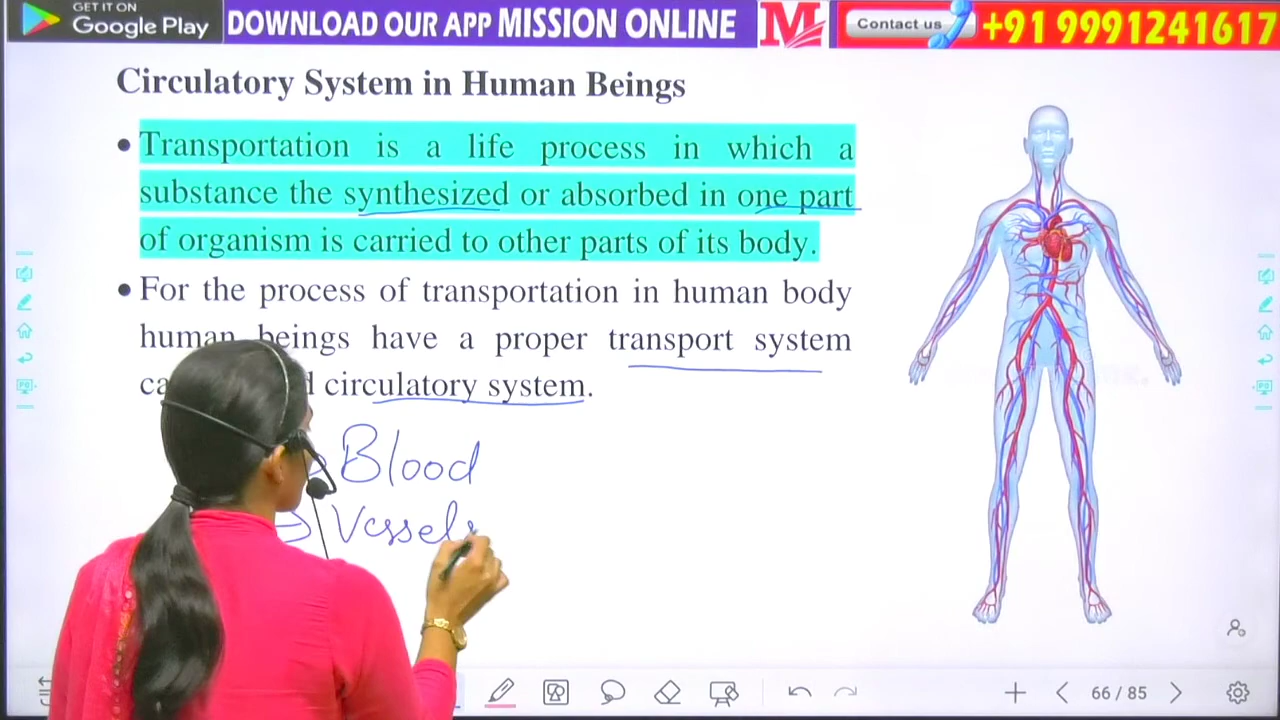 GET IT ON
Google Play
DOWNLOAD OUR APP MISSION ONLINE
M
Contact us
+91 9991241617
Circulatory System in Human Beings
• Transportation is a life process in which a
substance the synthesized or absorbed in one part
of organism is carried to other parts of its body.
• For the process of transportation in human body
human beings have a proper transport system
ca circulatory system.
Blood
Vessels
66 / 85